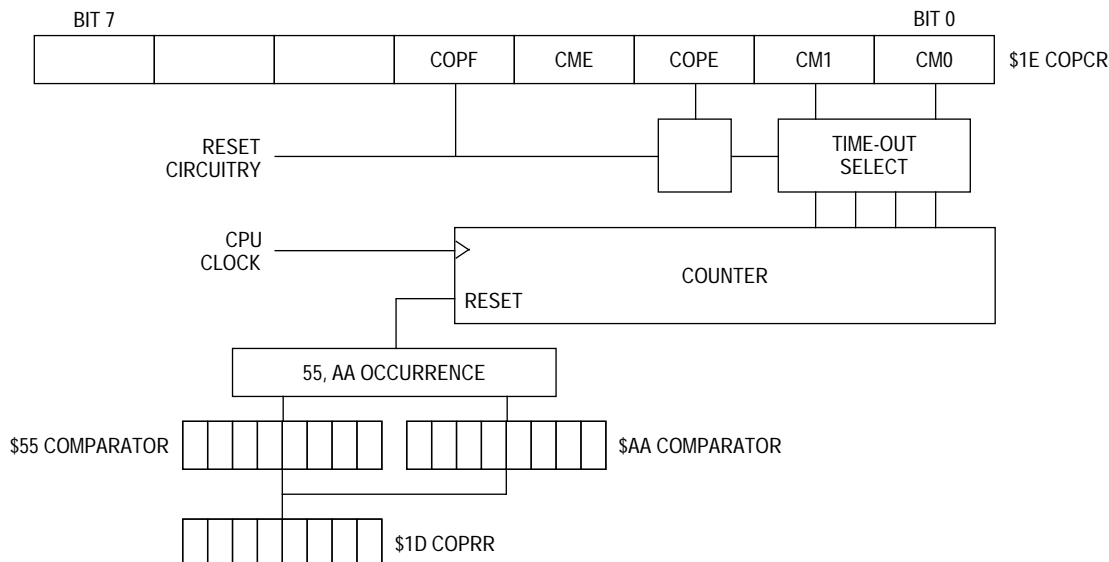 BIT 7
BIT 0
COPF
CME
COPE
CM1
CM0
$1E COPCR
RESET
CIRCUITRY
TIME-OUT
SELECT
CPU
CLOCK
COUNTER
RESET
55, AA OCCURRENCE
$55 COMPARATOR
$AA COMPARATOR
$1D COPRR